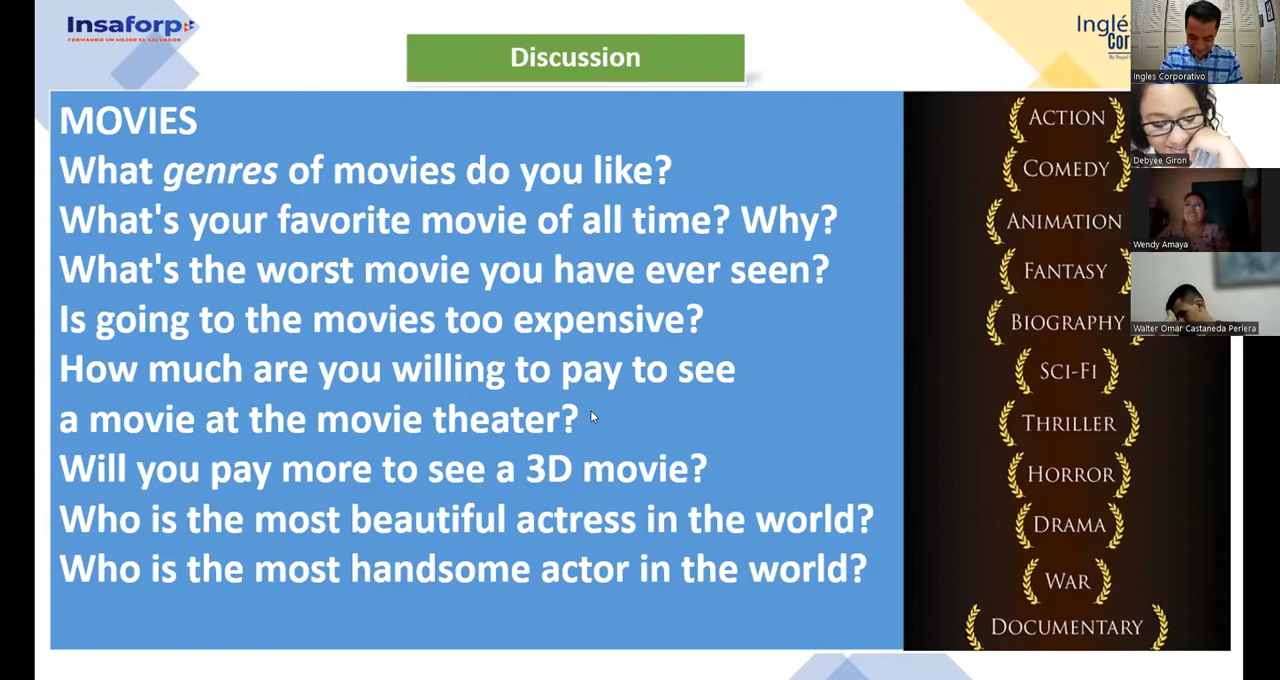 Insaforp
FORMANDO UN MEJOR EL SALVADOR
Discussion
MOVIES
What genres of movies do you like?
What's your favorite movie of all time? Why?
What's the worst movie you have ever seen?
Is going to the movies too expensive?
How much are you willing to pay to see
a movie at the movie theater?
Will you pay more to see a 3D movie?
Who is the most beautiful actress in the world?
Who is the most handsome actor in the world?
ACTION
COMEDY
ANIMATION
FANTASY
BIOGRAPHY
SCI-FI
THRILLER
HORROR
DRAMA
WAR
DOCUMENTARY
Inglé
Cor
Ingles Corporativo
Debyee Giron
Wendy Amaya
Walter Omar Castaneda Perlera